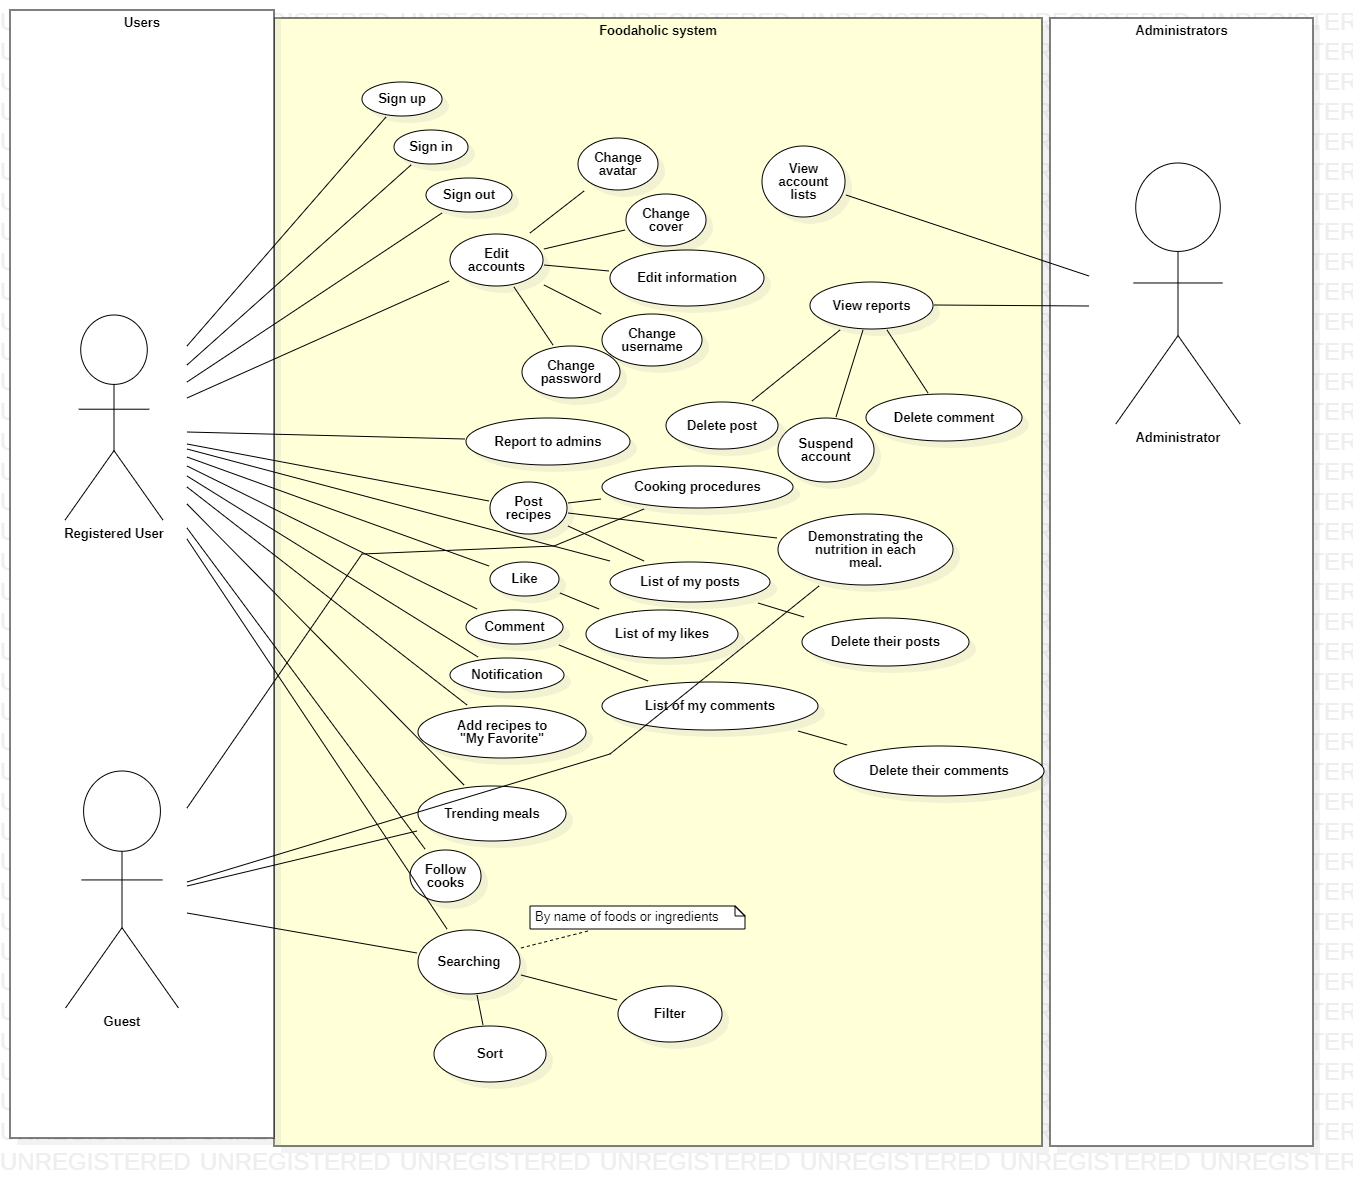 Users
Foodaholic system
Administrators
Sign up
Sign in
Sign out
Change
avatar
View
account
lists
Change
cover
Edit
accounts
Edit information
View reports
Change
username
Change
password
Registered User
Administrator
Report to admins
Delete post
Suspend
account
Delete comment
Post
recipes
Cooking procedures
Demonstrating the
nutrition in each
meal.
Like
List of my posts
Comment
List of my likes
Delete their posts
Notification
List of my comments
Add recipes to
"My Favorite"
Delete their comments
Trending meals
Follow
cooks
By name of foods or ingredients
Searching
Filter
Sort
Guest
UNREGISTERED UNREGISTERED UNREGISTERED UNREGISTERED UNREGISTERED UNREGISTERED UNREGISTERED